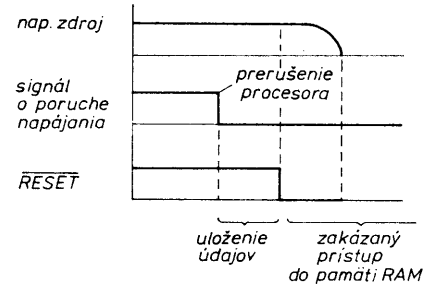 nap. zdroj
signál
o poruche
napájania
prerušenie
procesora
RESET
uloženie
údajov
zakázaný
prístup
do pamäti RAM